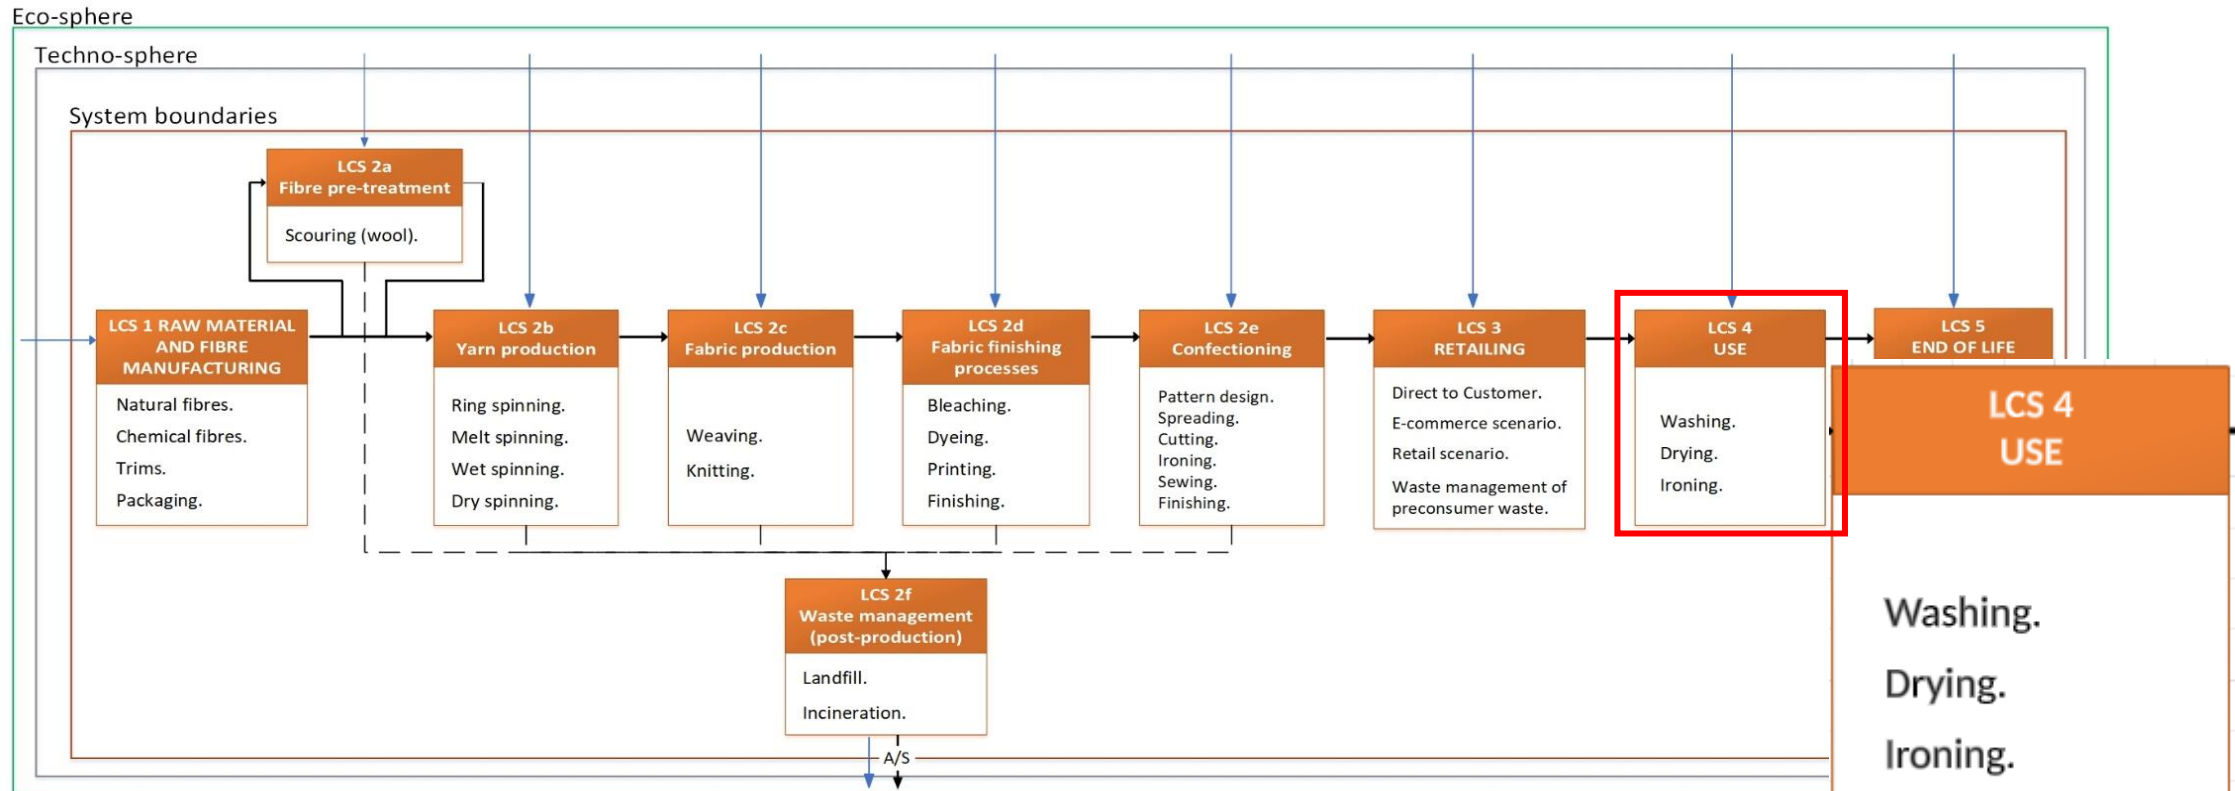 Eco-sphere
Techno-sphere
System boundaries
LCS 2a
Fibre pre-treatment
Scouring (wool).
LCS 1 RAW MATERIAL
AND FIBRE
MANUFACTURING
Natural fibres.
Chemical fibres.
Trims.
Packaging.
LCS 2b
Yarn production
Ring spinning.
Melt spinning.
Wet spinning.
Dry spinning.
LCS 2c
Fabric production
Weaving.
Knitting.
LCS 2d
Fabric finishing
processes
Bleaching.
Dyeing.
Printing.
Finishing.
LCS 2e
Confectioning
Pattern design.
Spreading.
Cutting.
Ironing.
Sewing.
Finishing.
LCS 3
RETAILING
Direct to Customer.
E-commerce scenario.
Retail scenario.
Waste management of
preconsumer waste.
LCS 4
USE
Washing.
Drying.
Ironing.
LCS 5
END OF LIFE
LCS 4
USE
Washing.
Drying.
Ironing.
LCS 2f
Waste management
(post-production)
Landfill.
Incineration.
A/S